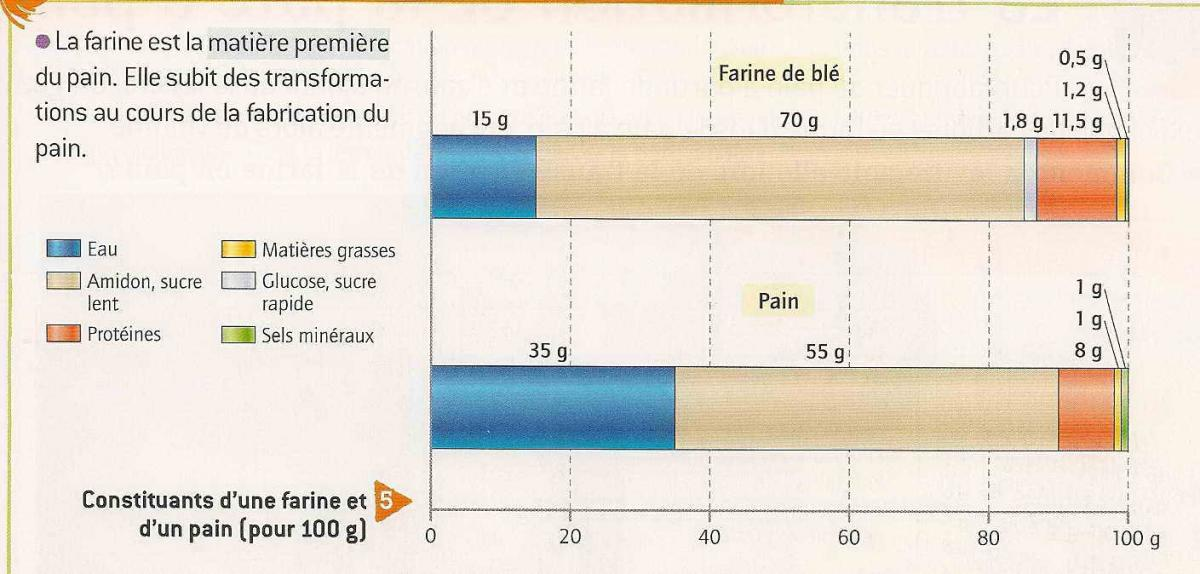 ● La farine est la matière première
du pain. Elle subit des transforma-
tions au cours de la fabrication du
pain.
Eau
Amidon, sucre
lent
Protéines
Matières grasses
Glucose, sucre
rapide
Sels minéraux
Farine de blé
15 g
70 g
1,8 g
11,5 g
1,2 g
0,5 g
Pain
35 g
55 g
8 g
1 g
1 g
0
20
40
60
80
100 g
Constituants d'une farine et
d'un pain (pour 100 g)
5